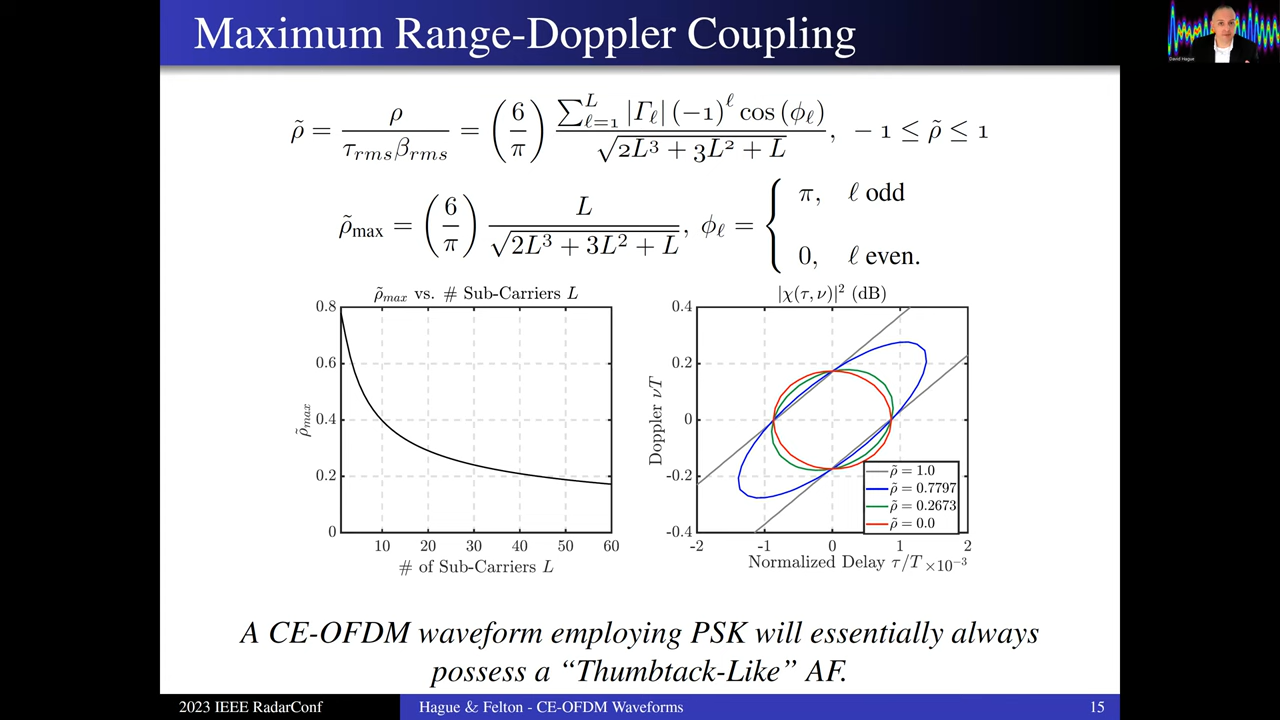 Maximum Range-Doppler Coupling
David Hague
ρ̃ = ρ / (τ_rms β_rms) = (6/π) ∑_{ℓ=1}^{L} |Γ_ℓ| (−1)^ℓ cos (φ_ℓ) / √(2L³ + 3L² + L), − 1 ≤ ρ̃ ≤ 1
ρ̃_max = (6/π) L / √(2L³ + 3L² + L), φ_ℓ = { π, ℓ odd
0, ℓ even.
ρ̃_max vs. # Sub-Carriers L
0.8
0.6
0.4
0.2
0
ρ̃_max
10 20 30 40 50 60
# of Sub-Carriers L
|χ(τ, ν)|² (dB)
0.4
0.2
0
-0.2
-0.4
Doppler νT
ρ̃ = 1.0
ρ̃ = 0.7797
ρ̃ = 0.2673
ρ̃ = 0.0
-2 -1 0 1 2
Normalized Delay τ/T ×10⁻³
A CE-OFDM waveform employing PSK will essentially always
possess a “Thumbtack-Like” AF.
2023 IEEE RadarConf
Hague & Felton - CE-OFDM Waveforms
15